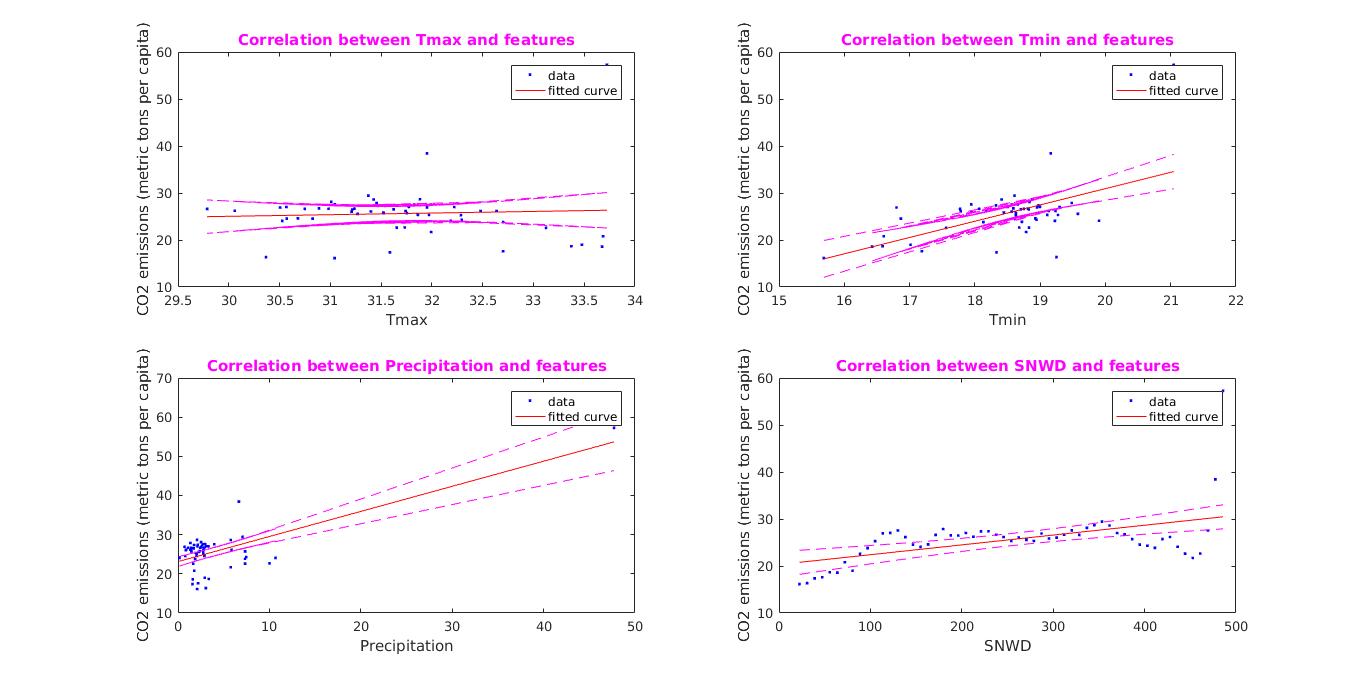 Correlation between Tmax and features
CO2 emissions (metric tons per capita)
60
50
40
30
20
10
data
fitted curve
29.5 30 30.5 31 31.5 32 32.5 33 33.5 34
Tmax
Correlation between Tmin and features
CO2 emissions (metric tons per capita)
60
50
40
30
20
10
data
fitted curve
15 16 17 18 19 20 21 22
Tmin
Correlation between Precipitation and features
CO2 emissions (metric tons per capita)
70
60
50
40
30
20
10
data
fitted curve
0 10 20 30 40 50
Precipitation
Correlation between SNWD and features
CO2 emissions (metric tons per capita)
60
50
40
30
20
10
data
fitted curve
0 100 200 300 400 500
SNWD